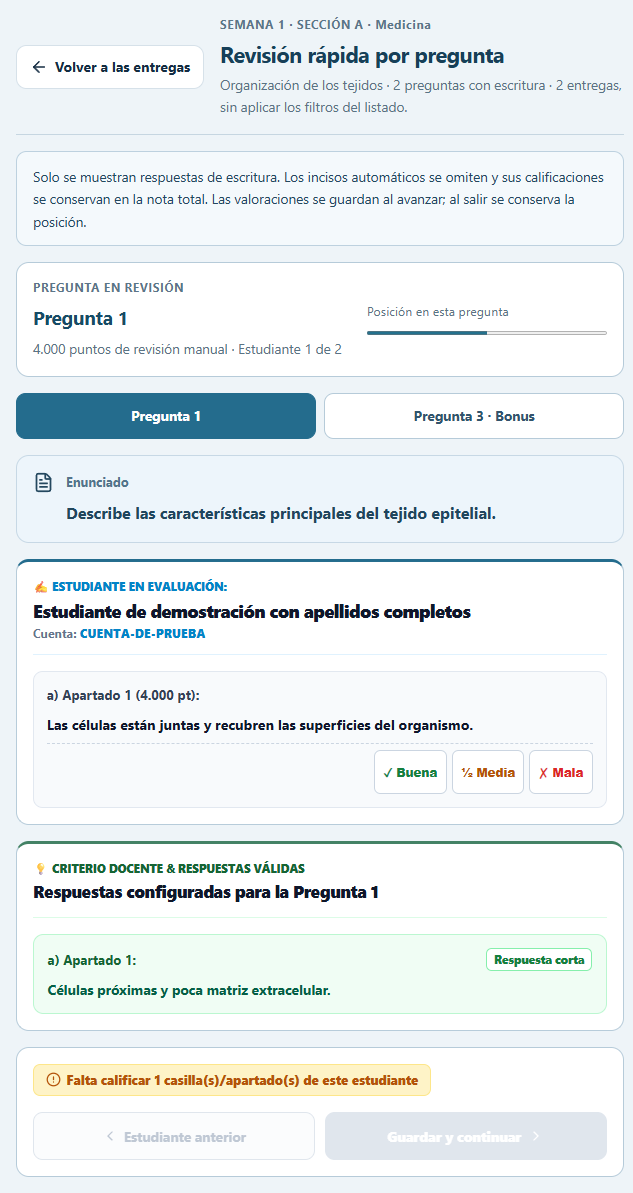 SEMANA 1 · SECCIÓN A · Medicina
← Volver a las entregas
Revisión rápida por pregunta
Organización de los tejidos · 2 preguntas con escritura · 2 entregas,
sin aplicar los filtros del listado.
Solo se muestran respuestas de escritura. Los incisos automáticos se omiten y sus calificaciones
se conservan en la nota total. Las valoraciones se guardan al avanzar; al salir se conserva la
posición.
PREGUNTA EN REVISIÓN
Pregunta 1
4.000 puntos de revisión manual · Estudiante 1 de 2
Posición en esta pregunta
Pregunta 1
Pregunta 3 · Bonus
Enunciado
Describe las características principales del tejido epitelial.
✍️ ESTUDIANTE EN EVALUACIÓN:
Estudiante de demostración con apellidos completos
Cuenta: CUENTA-DE-PRUEBA
a) Apartado 1 (4.000 pt):
Las células están juntas y recubren las superficies del organismo.
✓ Buena
½ Media
✗ Mala
💡 CRITERIO DOCENTE & RESPUESTAS VÁLIDAS
Respuestas configuradas para la Pregunta 1
a) Apartado 1:
Respuesta corta
Células próximas y poca matriz extracelular.
Falta calificar 1 casilla(s)/apartado(s) de este estudiante
Estudiante anterior
Guardar y continuar